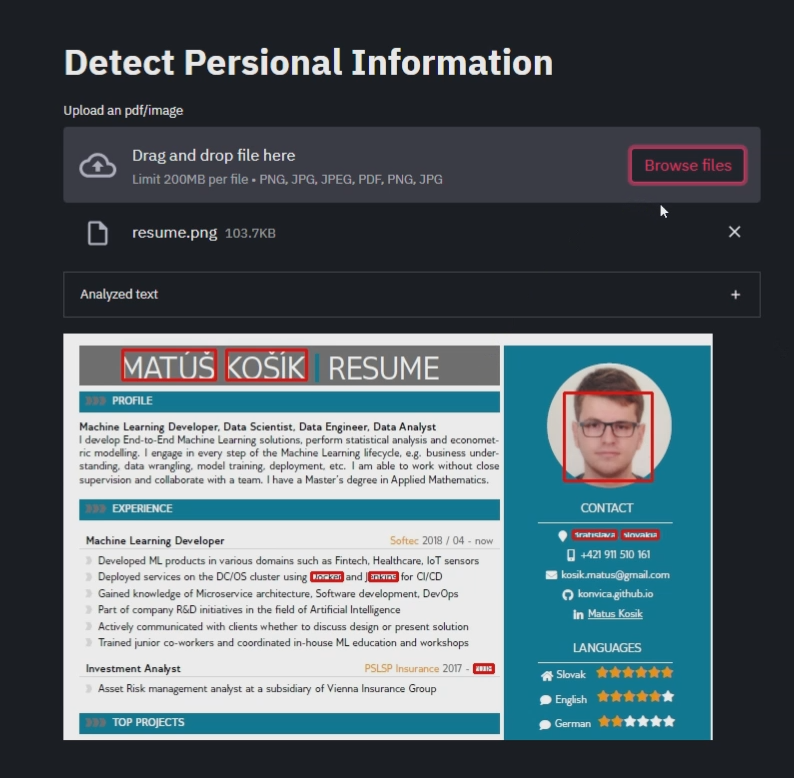 Detect Persional Information
Upload an pdf/image
Drag and drop file here
Limit 200MB per file • PNG, JPG, JPEG, PDF, PNG, JPG
Browse files
resume.png 103.7KB
Analyzed text
MATÚŠ KOŠÍK | RESUME
PROFILE
Machine Learning Developer, Data Scientist, Data Engineer, Data Analyst
I develop End-to-End Machine Learning solutions, perform statistical analysis and economet-
ric modelling. I engage in every step of the Machine Learning lifecycle, e.g. business under-
standing, data wrangling, model training, deployment, etc. I am able to work without close
supervision and collaborate with a team. I have a Master's degree in Applied Mathematics.
EXPERIENCE
Machine Learning Developer Softec 2018 / 04 - now
Developed ML products in various domains such as Fintech, Healthcare, IoT sensors
Deployed services on the DC/OS cluster using Docker and Jenkins for CI/CD
Gained knowledge of Microservice architecture, Software development, DevOps
Part of company R&D initiatives in the field of Artificial Intelligence
Actively communicated with clients whether to discuss design or present solution
Trained junior co-workers and coordinated in-house ML education and workshops
Investment Analyst PSLSP Insurance 2017 -
Asset Risk management analyst at a subsidiary of Vienna Insurance Group
TOP PROJECTS
CONTACT
Bratislava Slovakia
+421 911 510 161
kosik.matus@gmail.com
konvica.github.io
in Matus Kosik
LANGUAGES
Slovak
English
German